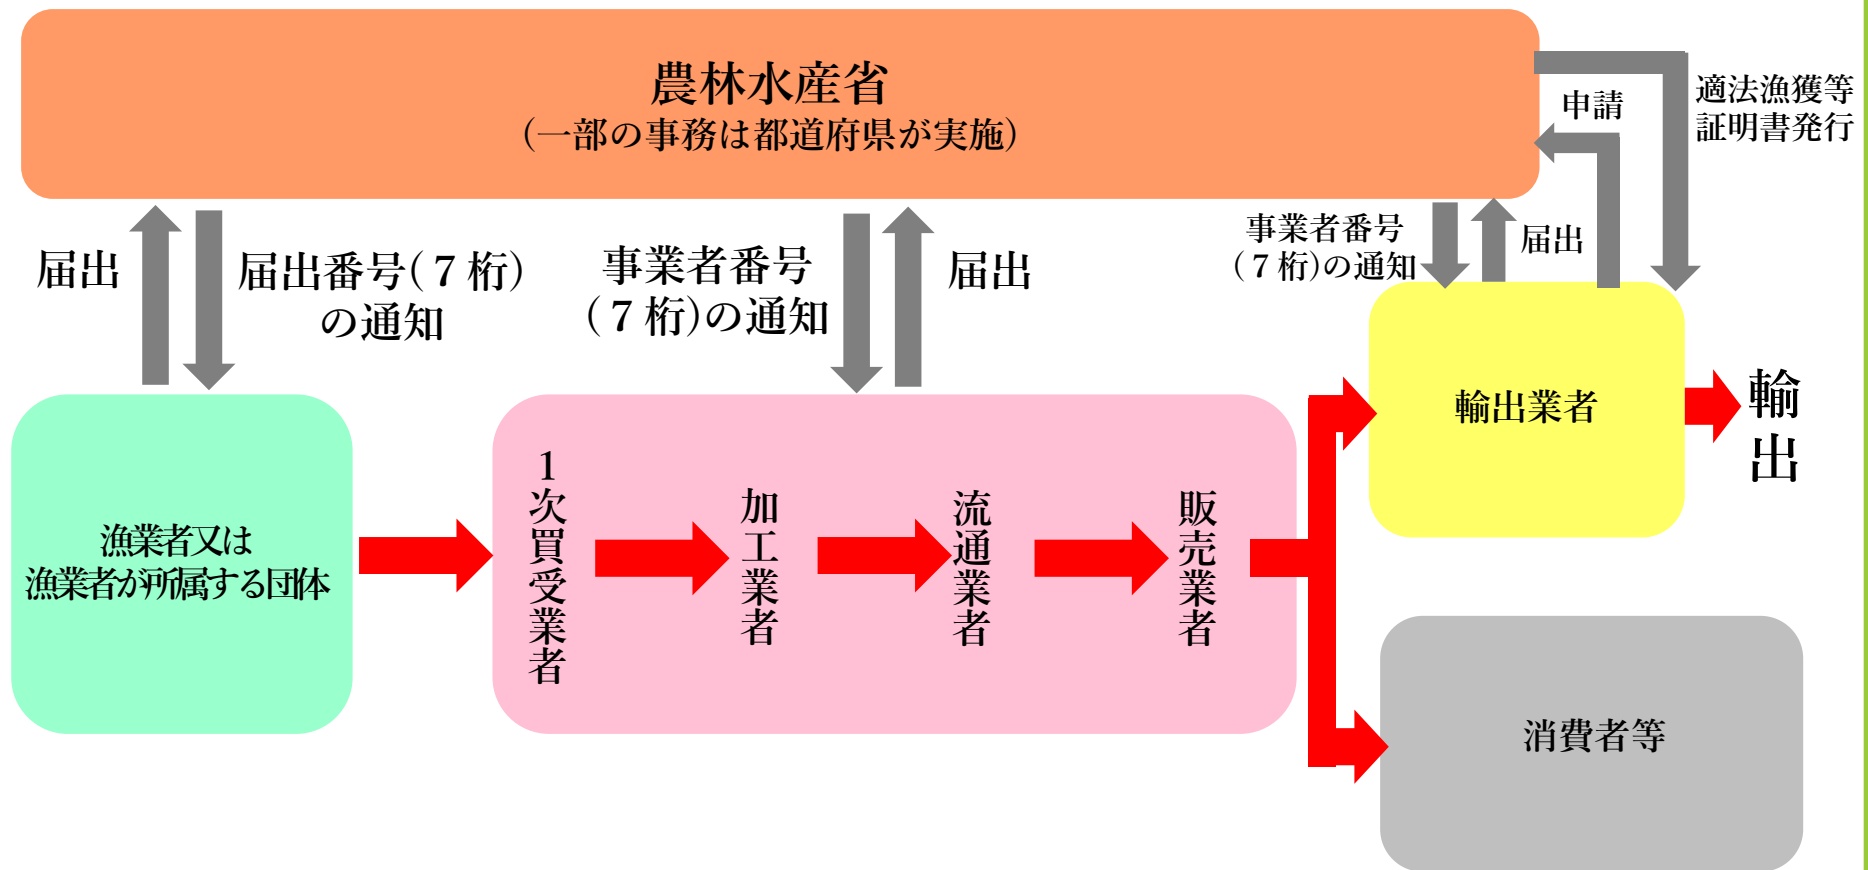 農林水産省
（一部の事務は都道府県が実施）
申請
適法漁獲等
証明書発行
届出
届出番号(７桁)
の通知
事業者番号
(７桁)の通知
届出
事業者番号
(７桁)の通知
届出
漁業者又は
漁業者が所属する団体
１次買受業者
加工業者
流通業者
販売業者
輸出業者
輸出
消費者等